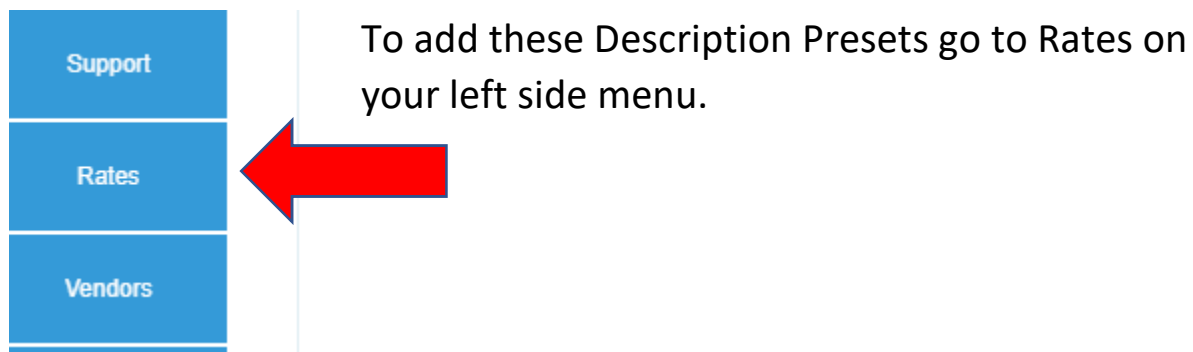 Support
To add these Description Presets go to Rates on
your left side menu.
Rates
Vendors